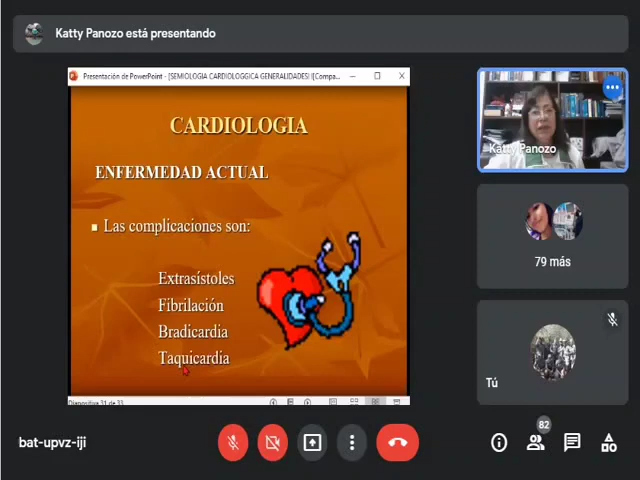 Katty Panozo está presentando
Presentación de PowerPoint - [SEMIOLOGIA CARDIOLOGGICA GENERALIDADES I [Compa...
CARDIOLOGIA
ENFERMEDAD ACTUAL
Las complicaciones son:
Extrasístoles
Fibrilación
Bradicardia
Taquicardia
Diapositiva 31 de 33
Katty Panozo
79 más
Tú
bat-upvz-iji
82